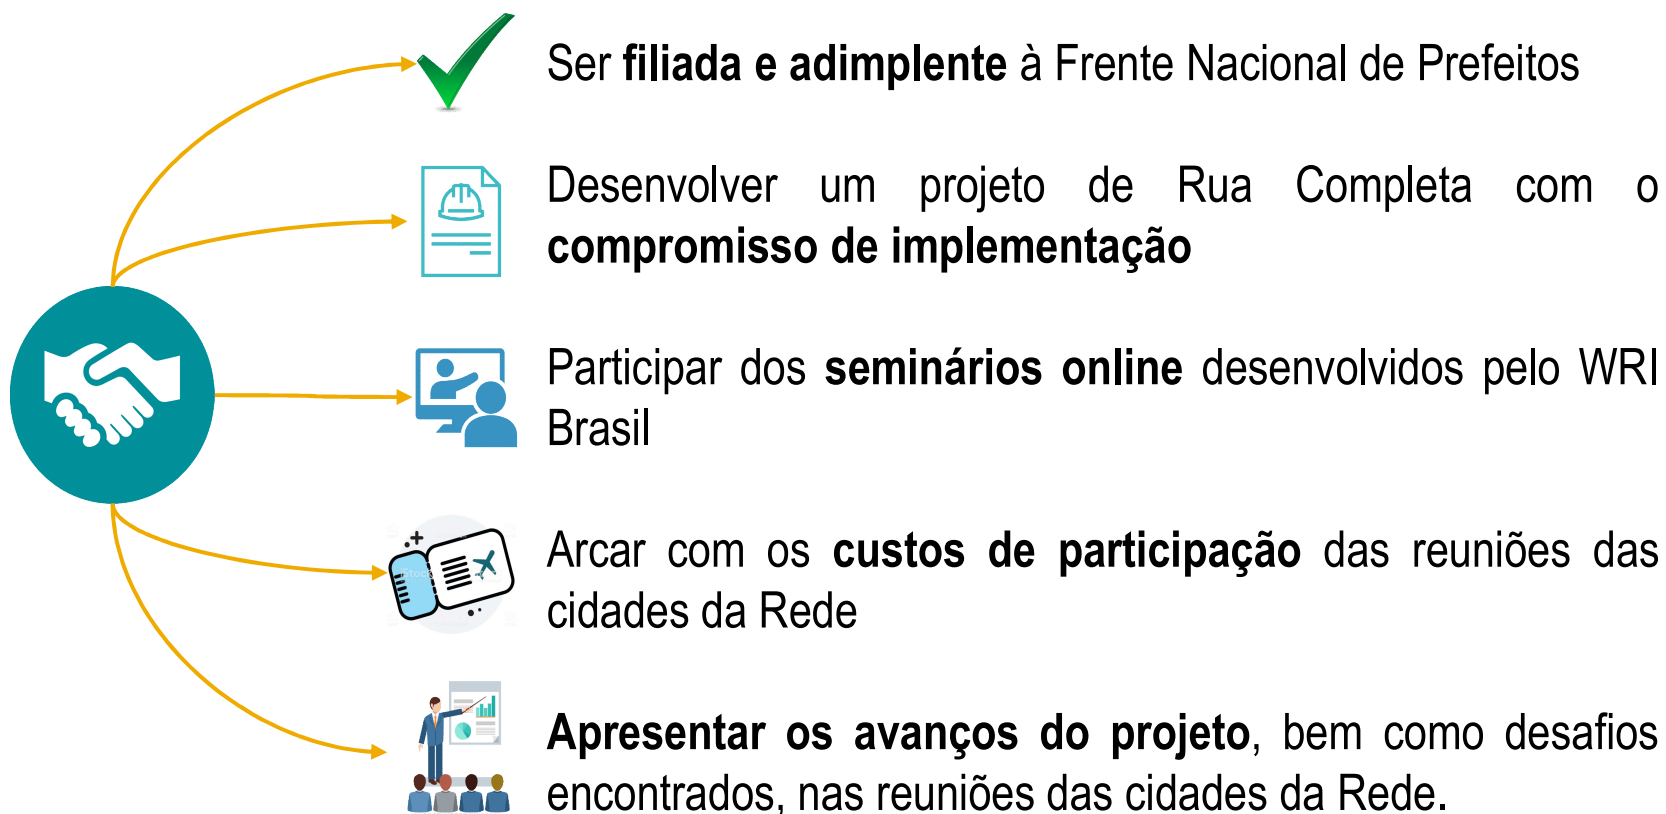 Ser filiada e adimplente à Frente Nacional de Prefeitos
Desenvolver um projeto de Rua Completa com o
compromisso de implementação
Participar dos seminários online desenvolvidos pelo WRI
Brasil
Arcar com os custos de participação das reuniões das
cidades da Rede
Apresentar os avanços do projeto, bem como desafios
encontrados, nas reuniões das cidades da Rede.